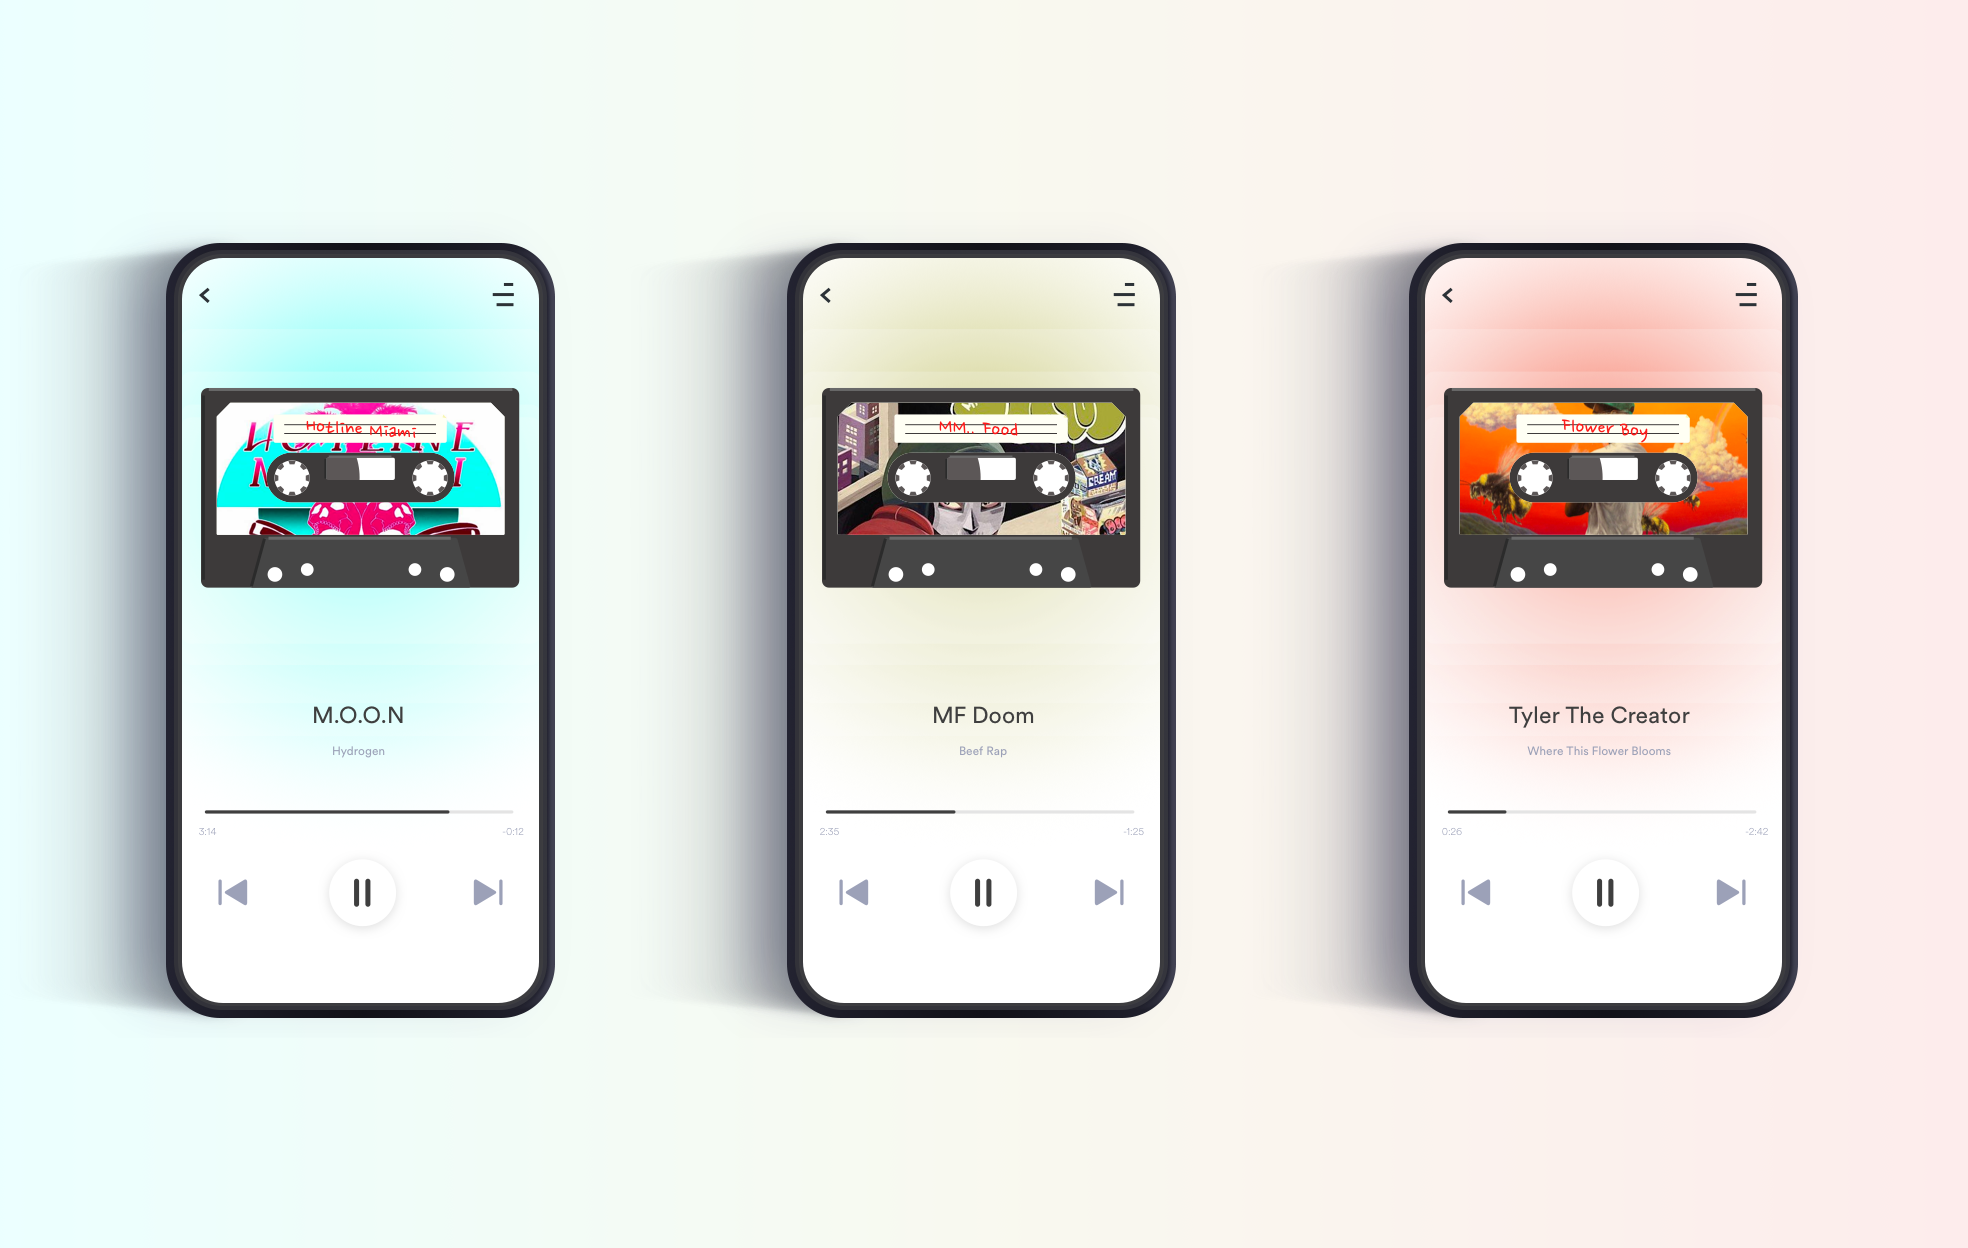 Hotline Miami
M.O.O.N
Hydrogen
3:14
-0:12
MM.. Food
CREAM
MF Doom
Beef Rap
2:35
-1:25
Flower Boy
Tyler The Creator
Where This Flower Blooms
0:26
-2:42